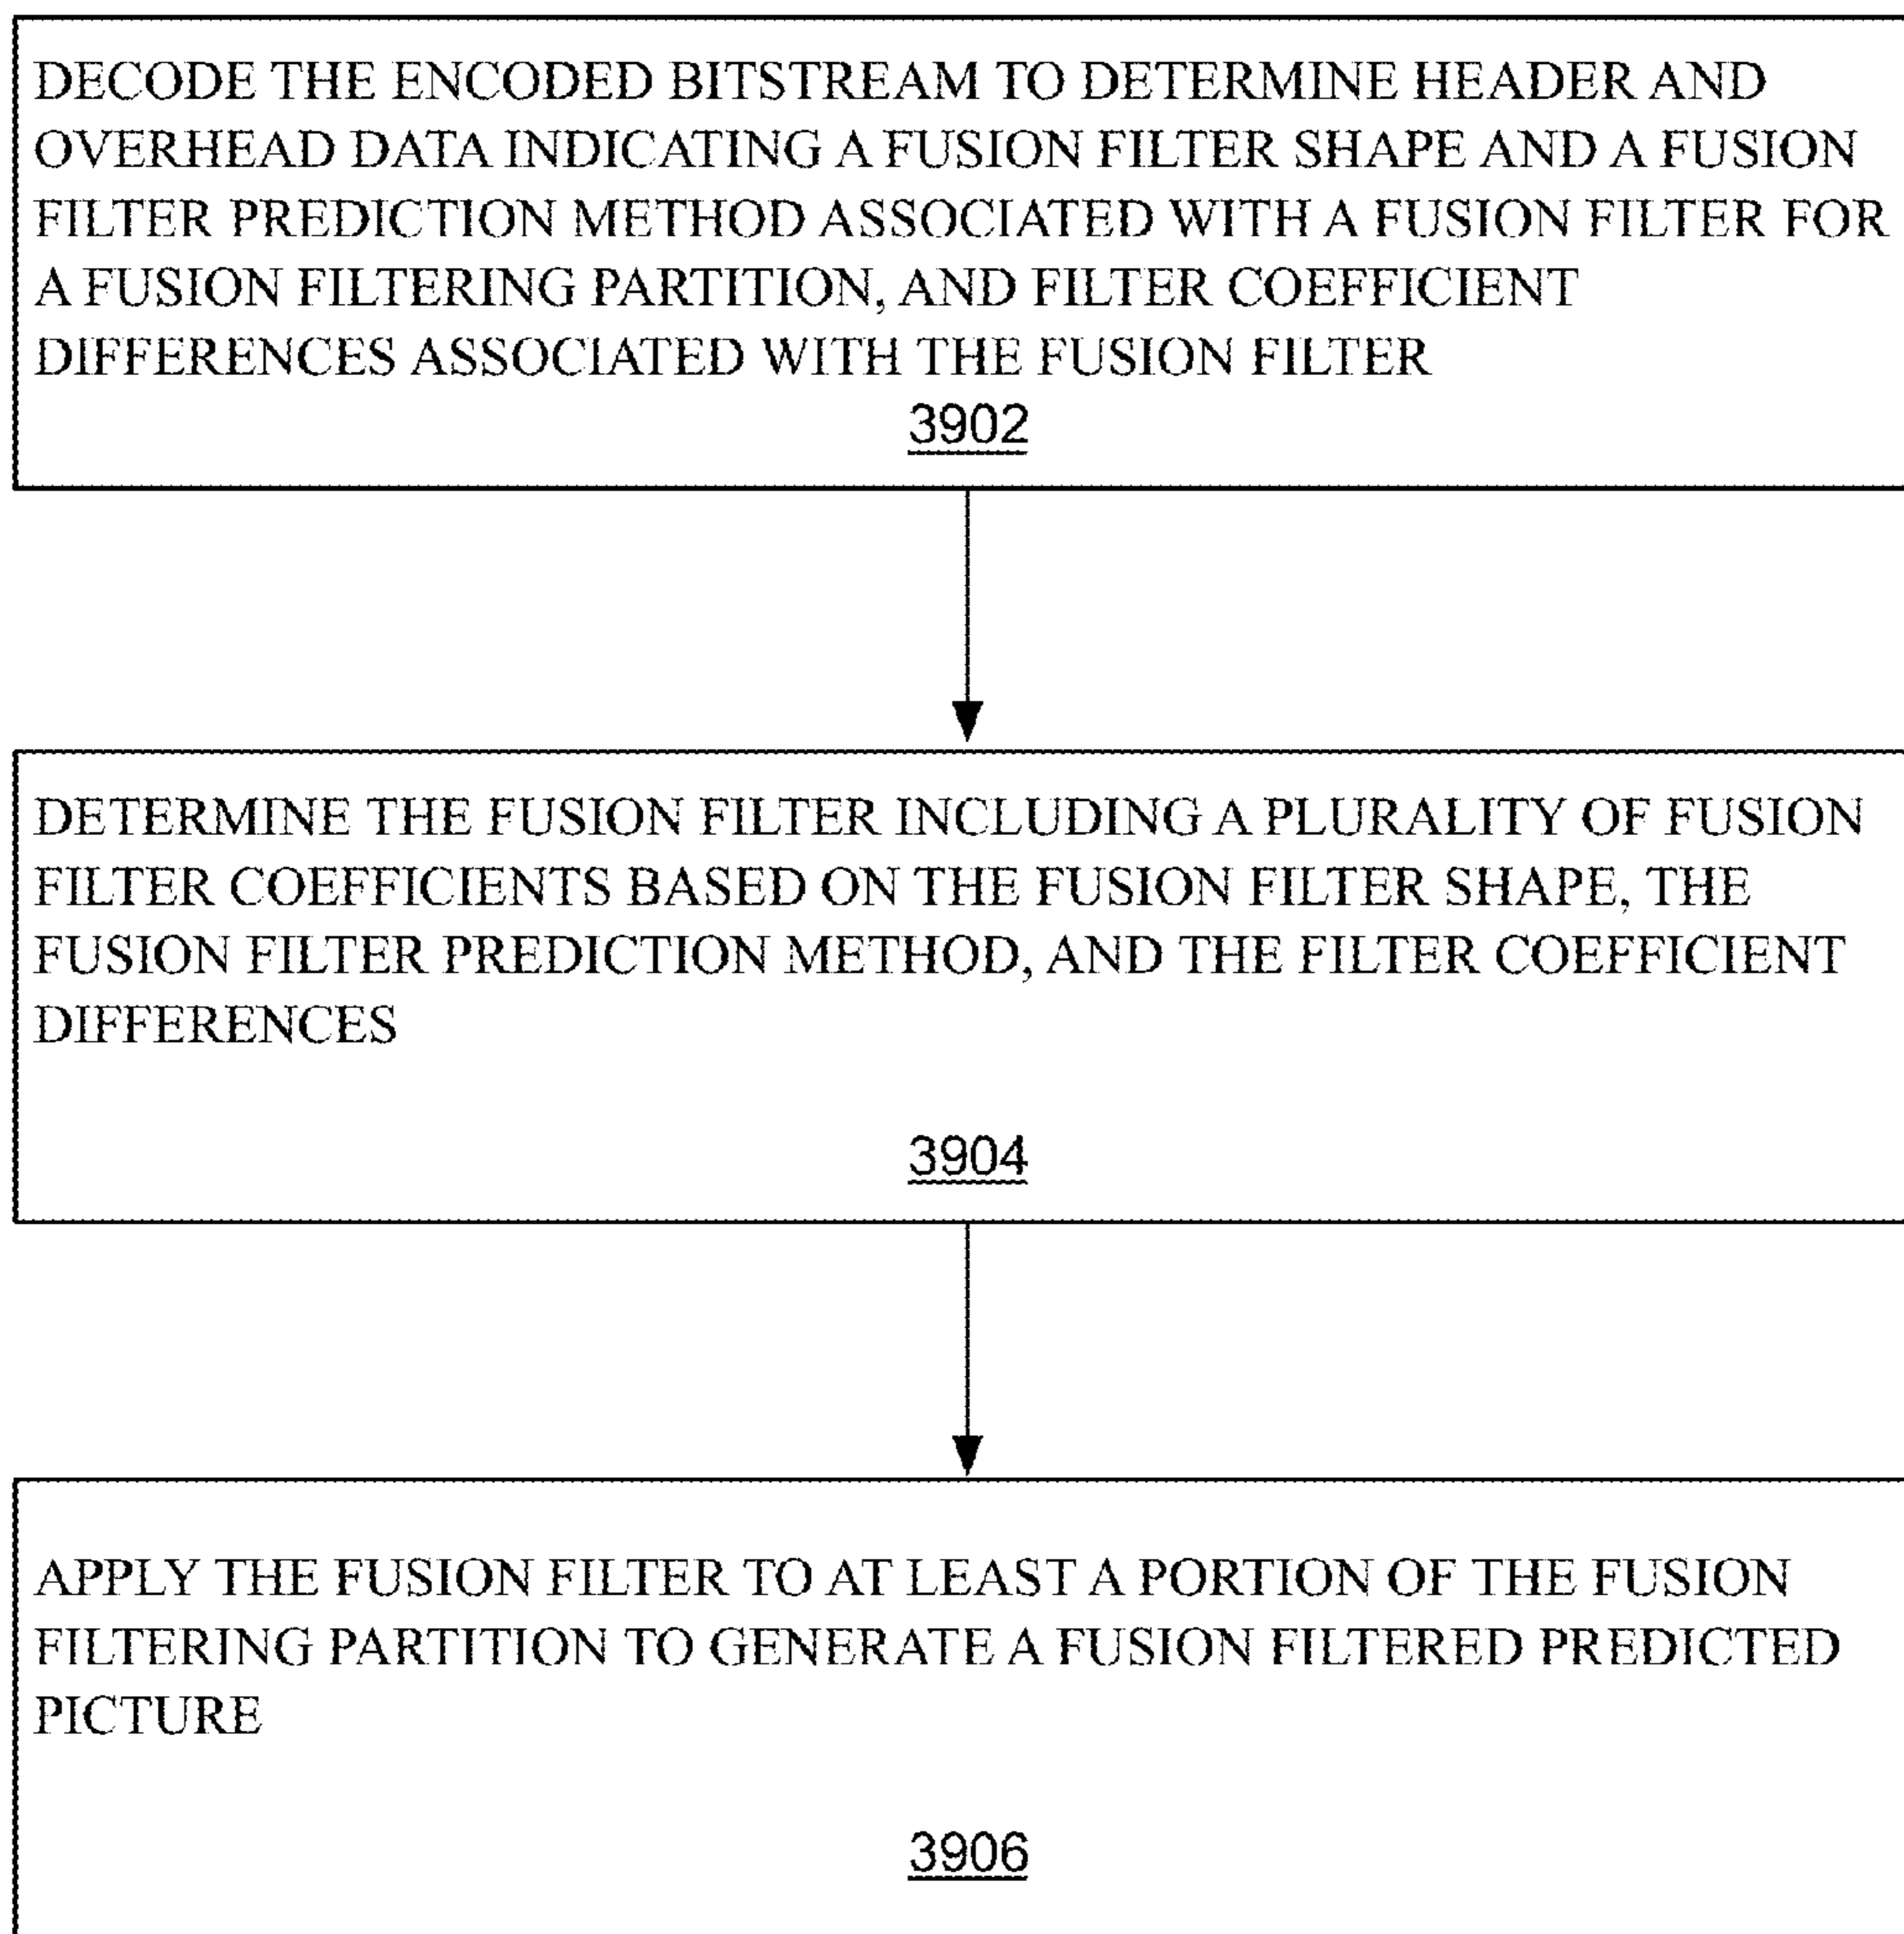 DECODE THE ENCODED BITSTREAM TO DETERMINE HEADER AND
OVERHEAD DATA INDICATING A FUSION FILTER SHAPE AND A FUSION
FILTER PREDICTION METHOD ASSOCIATED WITH A FUSION FILTER FOR
A FUSION FILTERING PARTITION, AND FILTER COEFFICIENT
DIFFERENCES ASSOCIATED WITH THE FUSION FILTER
3902
DETERMINE THE FUSION FILTER INCLUDING A PLURALITY OF FUSION
FILTER COEFFICIENTS BASED ON THE FUSION FILTER SHAPE, THE
FUSION FILTER PREDICTION METHOD, AND THE FILTER COEFFICIENT
DIFFERENCES
3904
APPLY THE FUSION FILTER TO AT LEAST A PORTION OF THE FUSION
FILTERING PARTITION TO GENERATE A FUSION FILTERED PREDICTED
PICTURE
3906